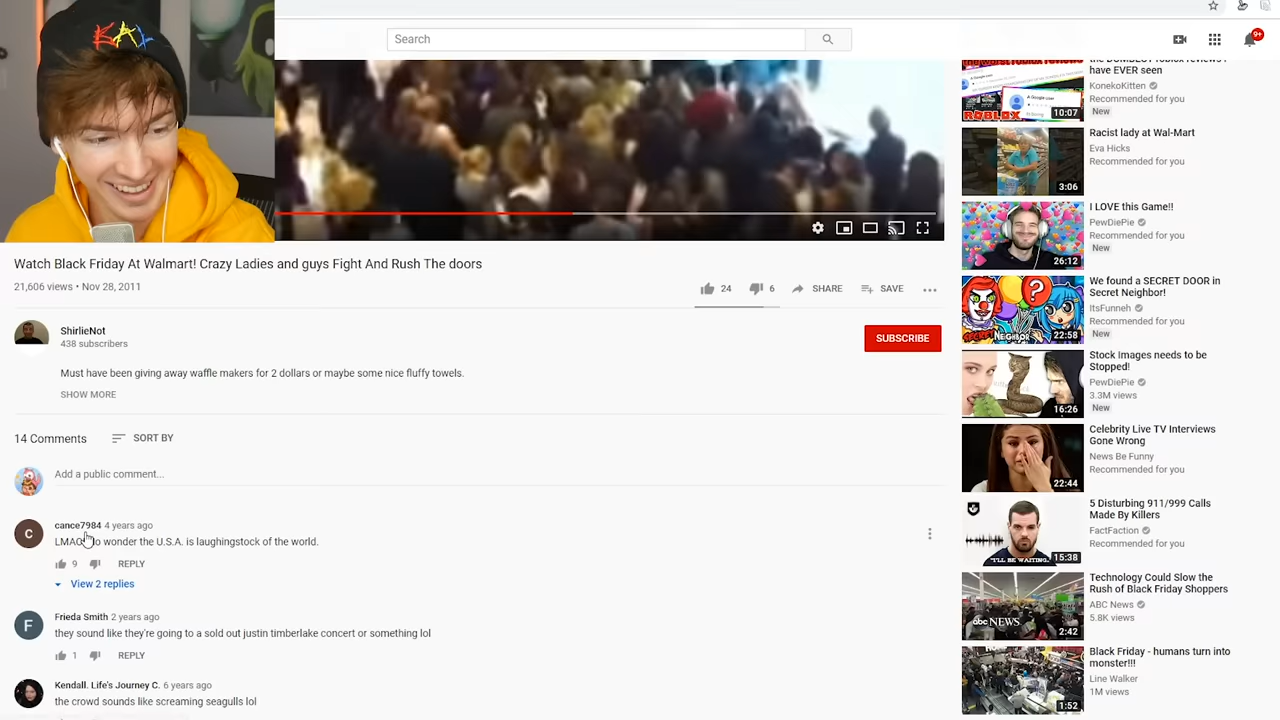 KAY
Search
9+
Watch Black Friday At Walmart! Crazy Ladies and guys Fight And Rush The doors
21,606 views • Nov 28, 2011
24
6
SHARE
SAVE
ShirlieNot
438 subscribers
SUBSCRIBE
Must have been giving away waffle makers for 2 dollars or maybe some nice fluffy towels.
SHOW MORE
14 Comments
SORT BY
Add a public comment...
C
cance7984 4 years ago
wonder the U.S.A. is laughingstock of the world.
9
REPLY
View 2 replies
F
Frieda Smith 2 years ago
they sound like they're going to a sold out justin timberlake concert or something lol
1
REPLY
Kendall. Life's Journey C. 6 years ago
the crowd sounds like screaming seagulls lol
have EVER seen
KonekoKitten
Recommended for you
New
A Google user
ROBLOX
10:07
Racist lady at Wal-Mart
Eva Hicks
Recommended for you
3:06
I LOVE this Game!!
PewDiePie
Recommended for you
New
26:12
We found a SECRET DOOR in
Secret Neighbor!
ItsFunneh
Recommended for you
New
?
SECRET NEIGHBOR
22:58
Stock Images needs to be
Stopped!
PewDiePie
3.3M views
New
16:26
Celebrity Live TV Interviews
Gone Wrong
News Be Funny
Recommended for you
22:44
5 Disturbing 911/999 Calls
Made By Killers
FactFaction
Recommended for you
"I'LL BE WAITING."
15:38
Technology Could Slow the
Rush of Black Friday Shoppers
ABC News
5.8K views
abc NEWS
2:42
Black Friday - humans turn into
monster!!!
Line Walker
1M views
1:52